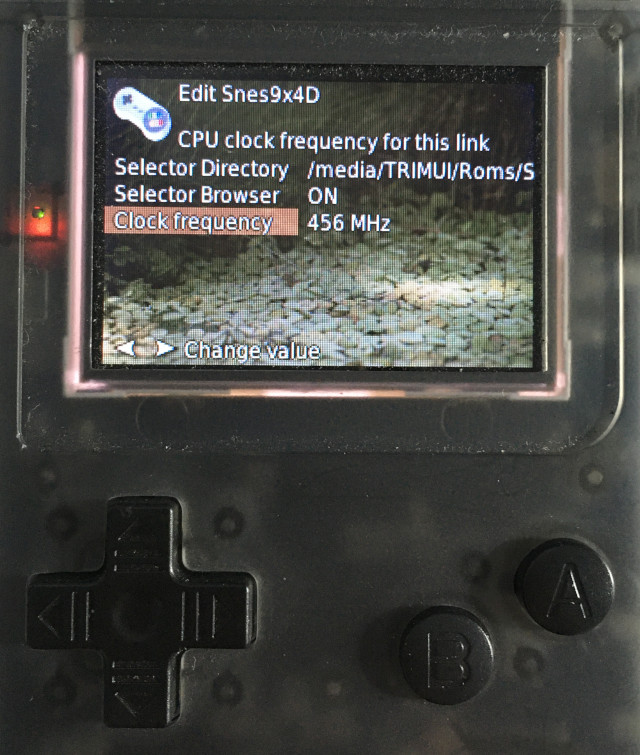 Edit Snes9x4D
CPU clock frequency for this link
Selector Directory /media/TRIMUI/Roms/S
Selector Browser ON
Clock frequency 456 MHz
Change value
A
B